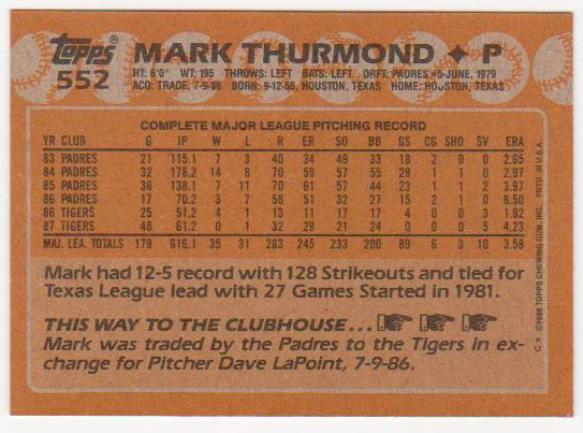 Topps®
552
MARK THURMOND ✦ P
HT: 6'0" WT: 195 THROWS: LEFT BATS: LEFT DRFT: PADRES #5-JUNE, 1979
ACQ: TRADE, 7-9-86 BORN: 9-12-56, HOUSTON, TEXAS HOME: HOUSTON, TEXAS
COMPLETE MAJOR LEAGUE PITCHING RECORD
YR CLUB G IP W L R ER SO BB GS CG SHO SV ERA
83 PADRES 21 115.1 7 3 40 34 49 33 18 2 0 0 2.65
84 PADRES 32 178.2 14 8 70 59 57 55 29 1 1 0 2.97
85 PADRES 36 138.1 7 11 70 61 57 44 23 1 1 2 3.97
86 PADRES 17 70.2 3 7 58 51 32 27 15 2 1 0 6.50
86 TIGERS 25 51.2 4 1 13 11 17 17 4 0 0 3 1.92
87 TIGERS 48 61.2 0 1 32 29 21 24 0 0 0 5 4.23
MAJ. LEA. TOTALS 179 616.1 35 31 283 245 233 200 89 6 3 10 3.58
Mark had 12-5 record with 128 Strikeouts and tied for
Texas League lead with 27 Games Started in 1981.
THIS WAY TO THE CLUBHOUSE...
Mark was traded by the Padres to the Tigers in ex-
change for Pitcher Dave LaPoint, 7-9-86.
C * ©1988 TOPPS CHEWING GUM, INC. PRTD. IN U.S.A.